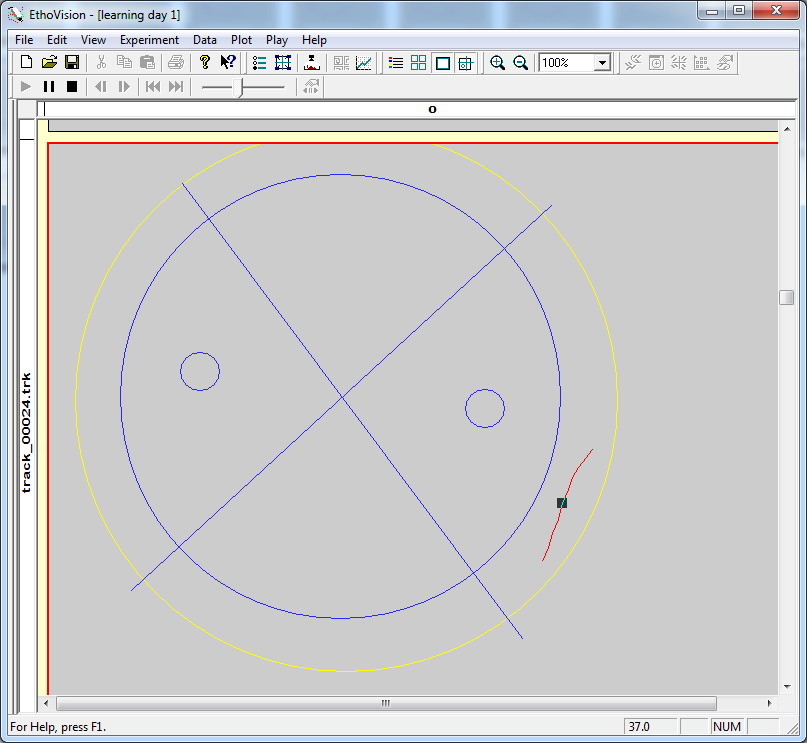 EthoVision - [learning day 1]
File Edit View Experiment Data Plot Play Help
100%
o
track_00024.trk
For Help, press F1.
37.0
NUM